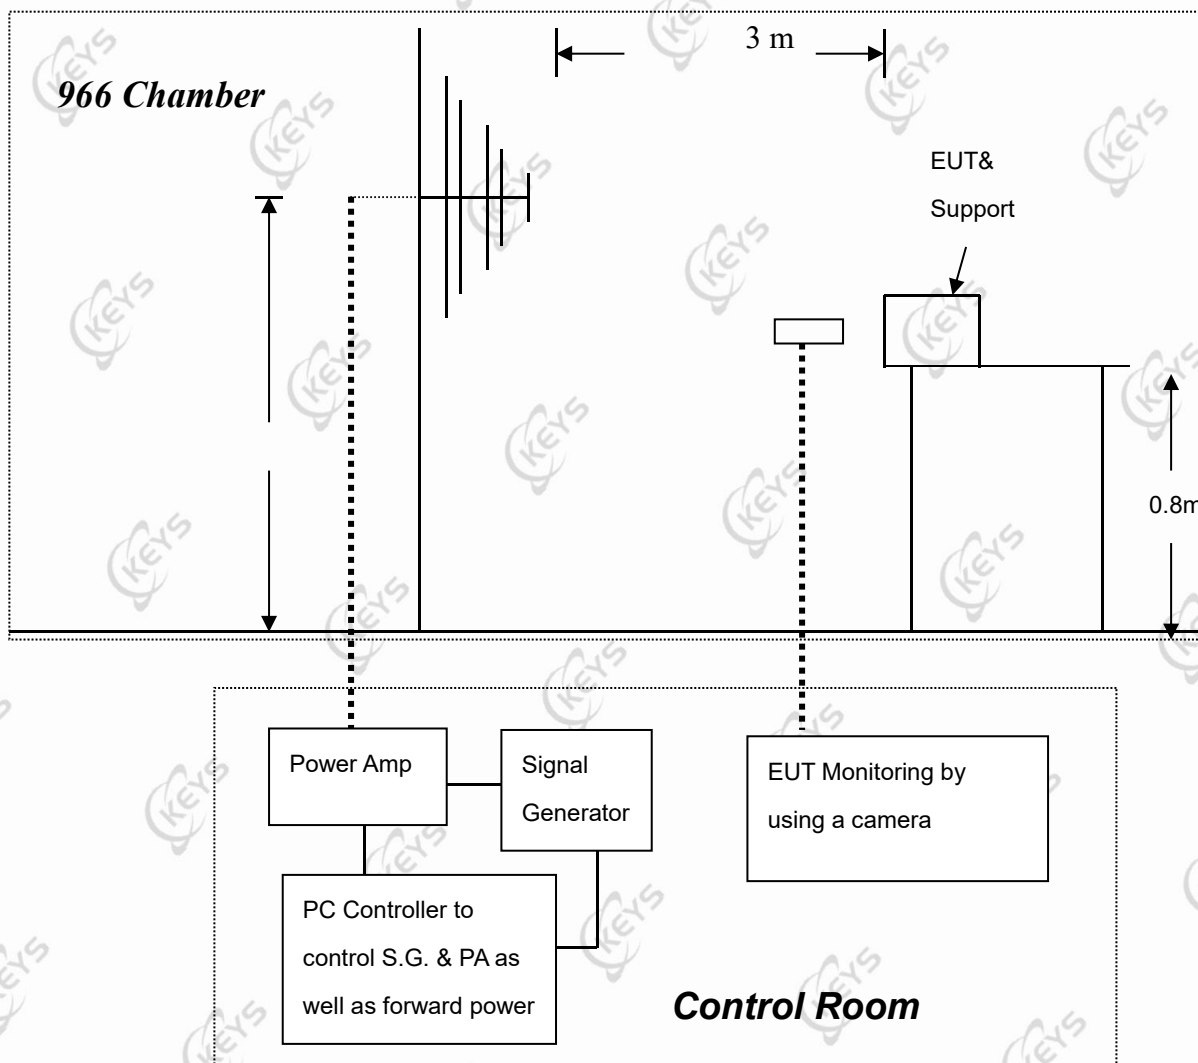 3 m
966 Chamber
EUT&
Support
0.8m
Power Amp
Signal
Generator
EUT Monitoring by
using a camera
PC Controller to
control S.G. & PA as
well as forward power
Control Room
KEYS